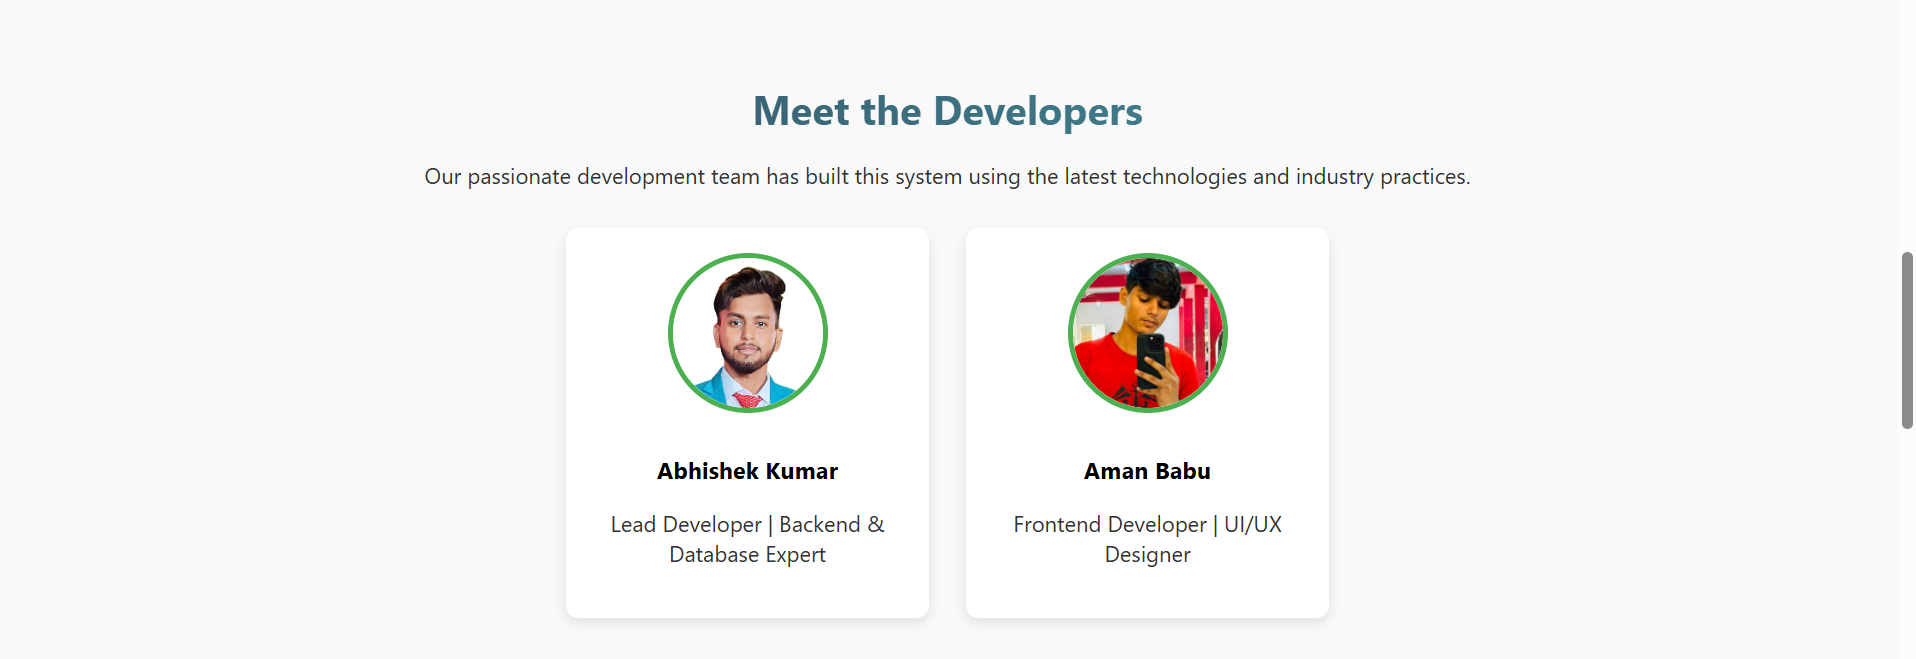 Meet the Developers
Our passionate development team has built this system using the latest technologies and industry practices.
Abhishek Kumar
Lead Developer | Backend &
Database Expert
Aman Babu
Frontend Developer | UI/UX
Designer